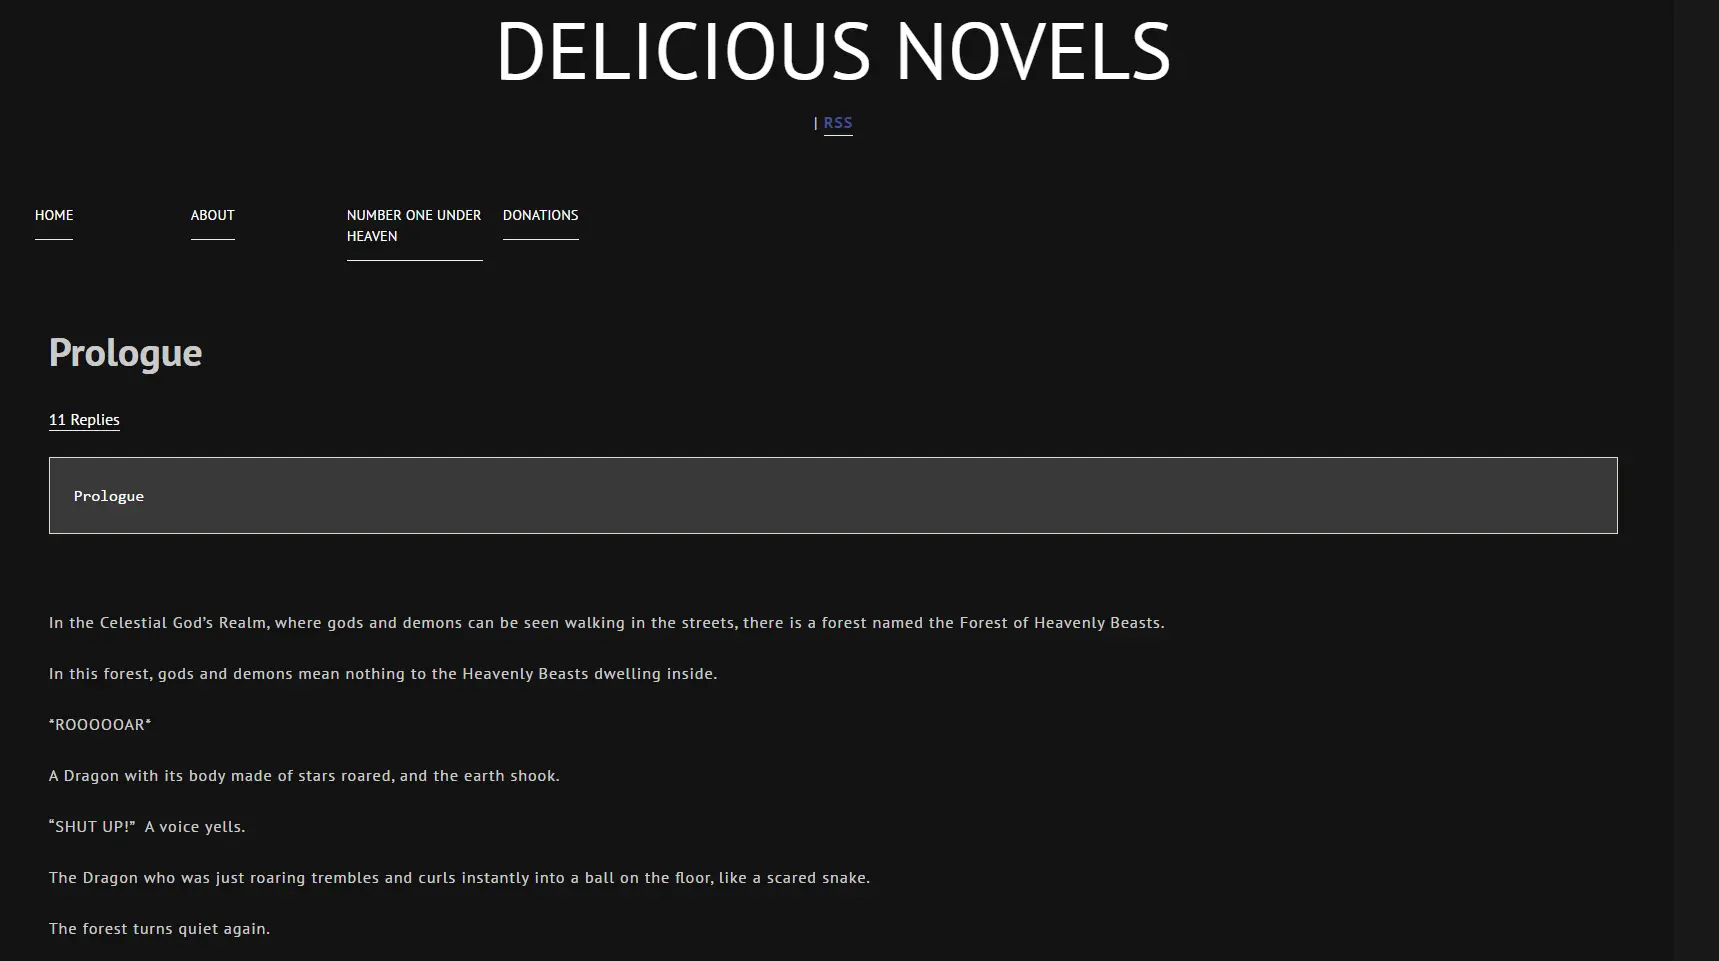 DELICIOUS NOVELS
| RSS
HOME
ABOUT
NUMBER ONE UNDER
HEAVEN
DONATIONS
Prologue
11 Replies
Prologue
In the Celestial God’s Realm, where gods and demons can be seen walking in the streets, there is a forest named the Forest of Heavenly Beasts.
In this forest, gods and demons mean nothing to the Heavenly Beasts dwelling inside.
*ROOOOOAR*
A Dragon with its body made of stars roared, and the earth shook.
“SHUT UP!”  A voice yells.
The Dragon who was just roaring trembles and curls instantly into a ball on the floor, like a scared snake.
The forest turns quiet again.